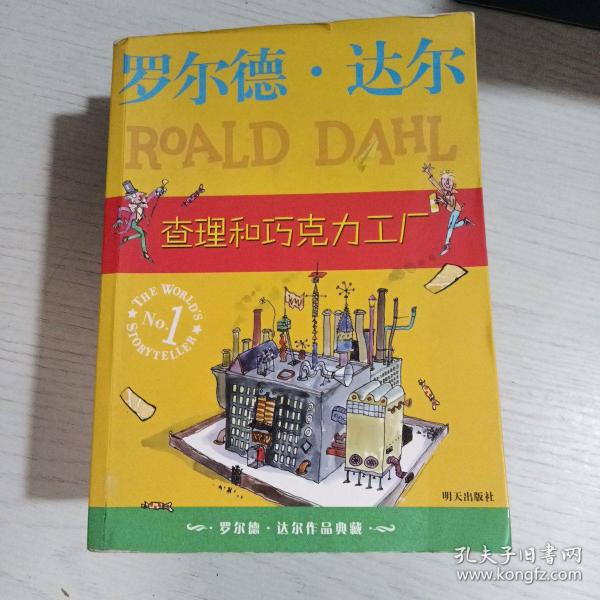 罗尔德·达尔
ROALD DAHL
查理和巧克力工厂
THE WORLD'S
No.1
STORYTELLER
明天出版社
罗尔德·达尔作品典藏
孔夫子旧书网
www.kongfz.com